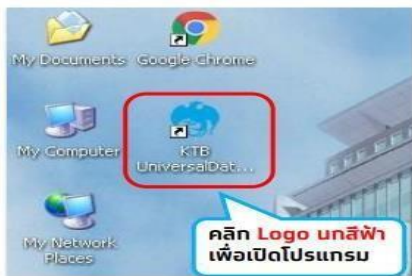 My Documents
Google Chrome
My Computer
KTB
UniversalDat...
My Network
Places
คลิก Logo นกสีฟ้า
เพื่อเปิดโปรแกรม